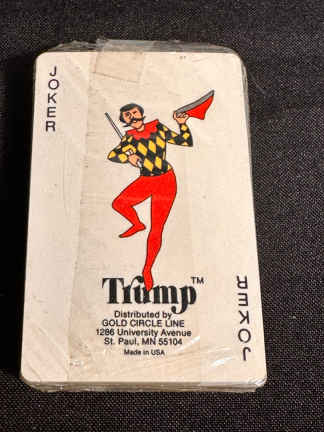 JOKER
Trump™
Distributed by
GOLD CIRCLE LINE
1286 University Avenue
St. Paul, MN 55104
Made in USA
JOKER